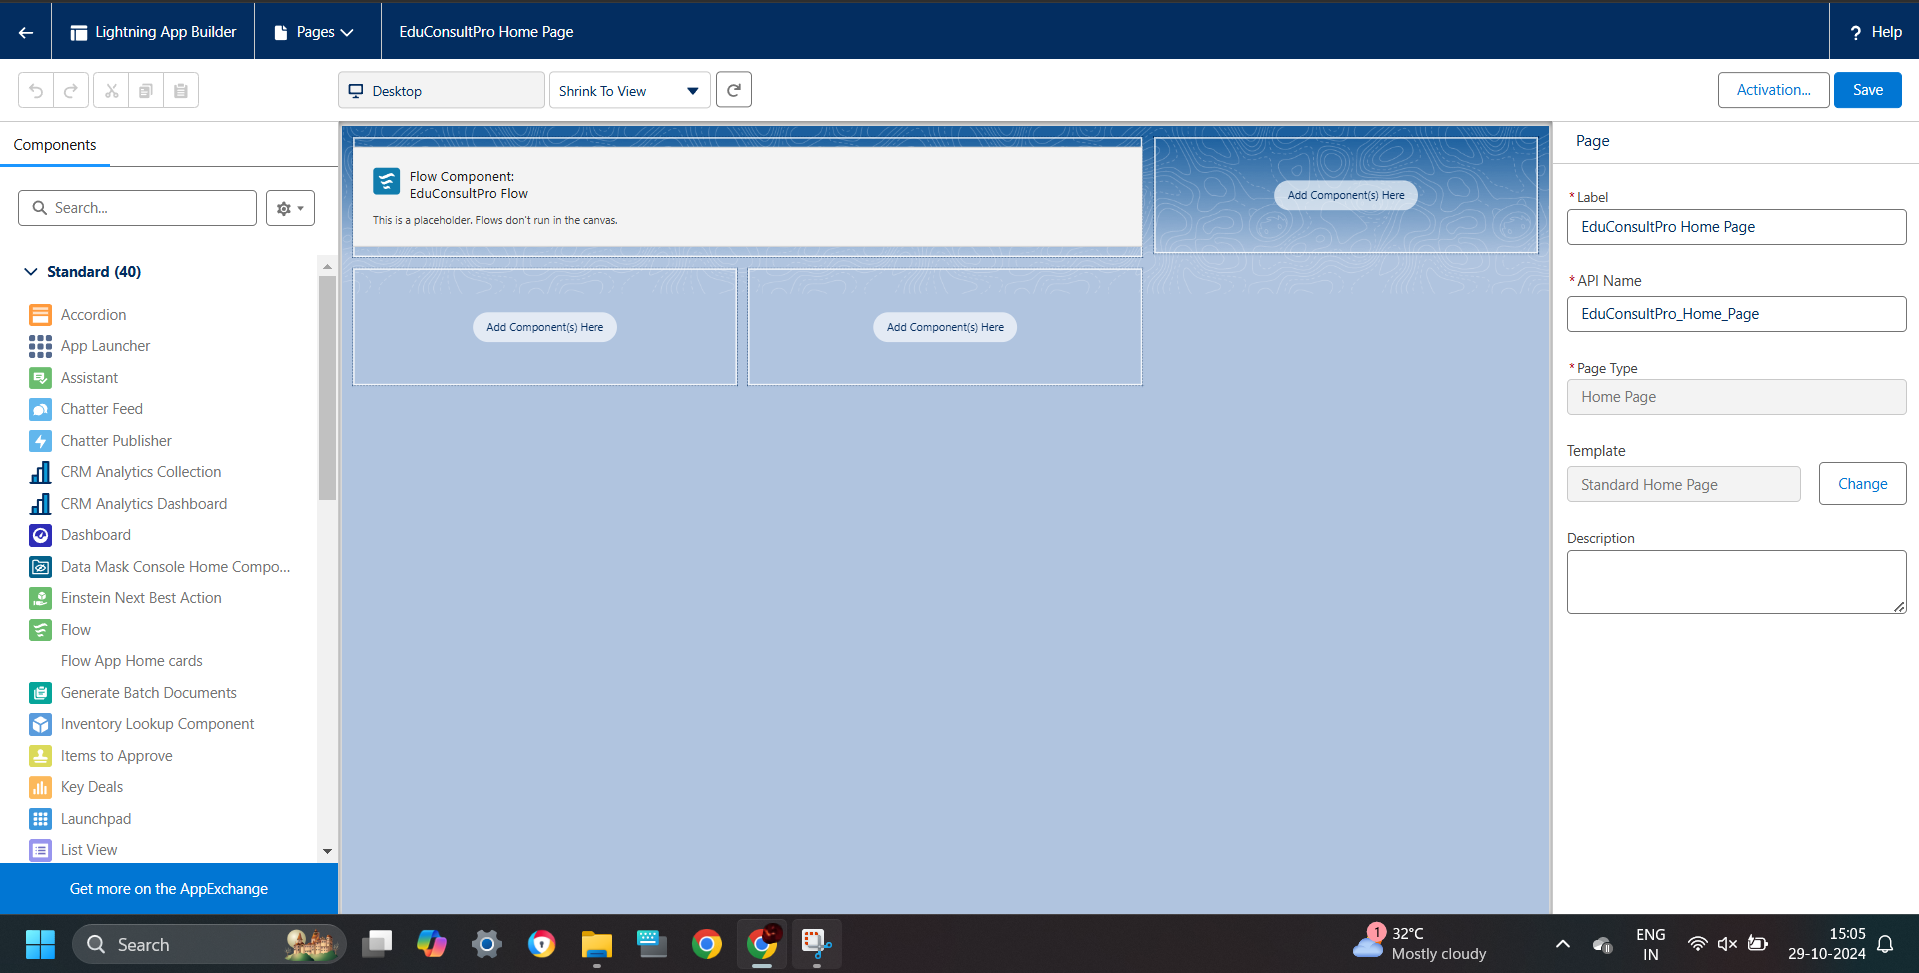 Lightning App Builder
Pages
EduConsultPro Home Page
? Help
Desktop
Shrink To View
Activation...
Save
Components
Search...
Standard (40)
Accordion
App Launcher
Assistant
Chatter Feed
Chatter Publisher
CRM Analytics Collection
CRM Analytics Dashboard
Dashboard
Data Mask Console Home Compo...
Einstein Next Best Action
Flow
Flow App Home cards
Generate Batch Documents
Inventory Lookup Component
Items to Approve
Key Deals
Launchpad
List View
Get more on the AppExchange
Flow Component:
EduConsultPro Flow
This is a placeholder. Flows don't run in the canvas.
Add Component(s) Here
Add Component(s) Here
Add Component(s) Here
Page
*Label
EduConsultPro Home Page
*API Name
EduConsultPro_Home_Page
*Page Type
Home Page
Template
Standard Home Page
Change
Description
Search
1
32°C
Mostly cloudy
ENG
IN
15:05
29-10-2024